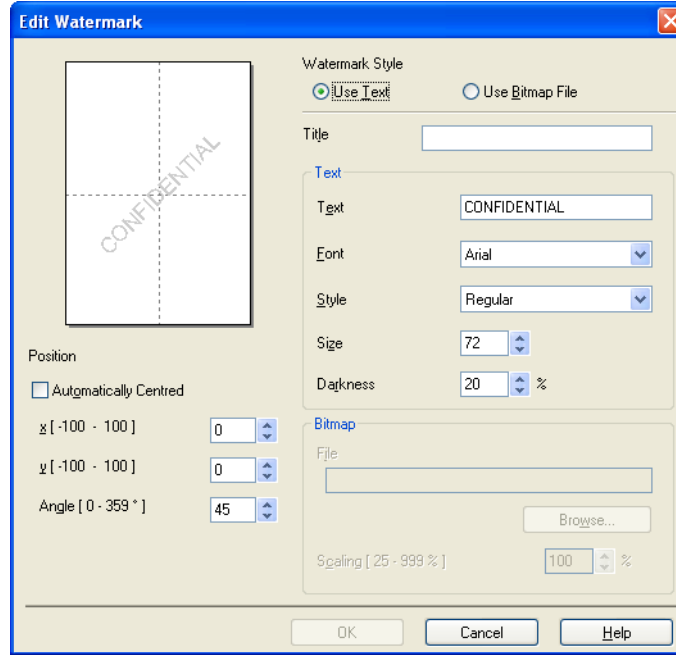 Edit Watermark
CONFIDENTIAL
Position
Automatically Centred
x [ -100 - 100 ] 0
y [ -100 - 100 ] 0
Angle [ 0 - 359 ° ] 45
Watermark Style
Use Text Use Bitmap File
Title
Text
Text CONFIDENTIAL
Font Arial
Style Regular
Size 72
Darkness 20 %
Bitmap
File
Browse...
Scaling [ 25 - 999 % ] 100 %
OK Cancel Help